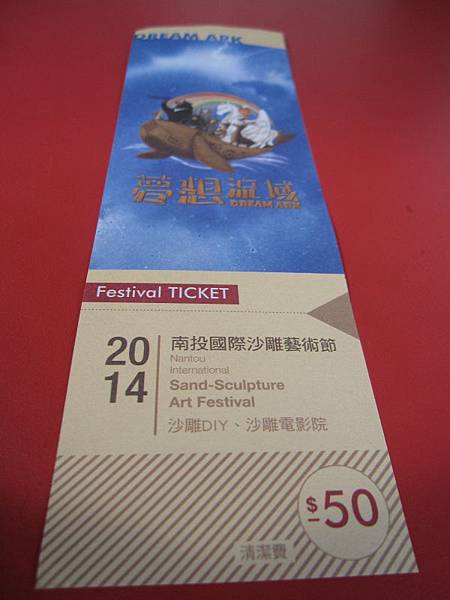 DREAM ARK
夢想流域
DREAM ARK
Festival TICKET
2014
南投國際沙雕藝術節
Nantou
International
Sand-Sculpture
Art Festival
沙雕DIY、沙雕電影院
$50
清潔費